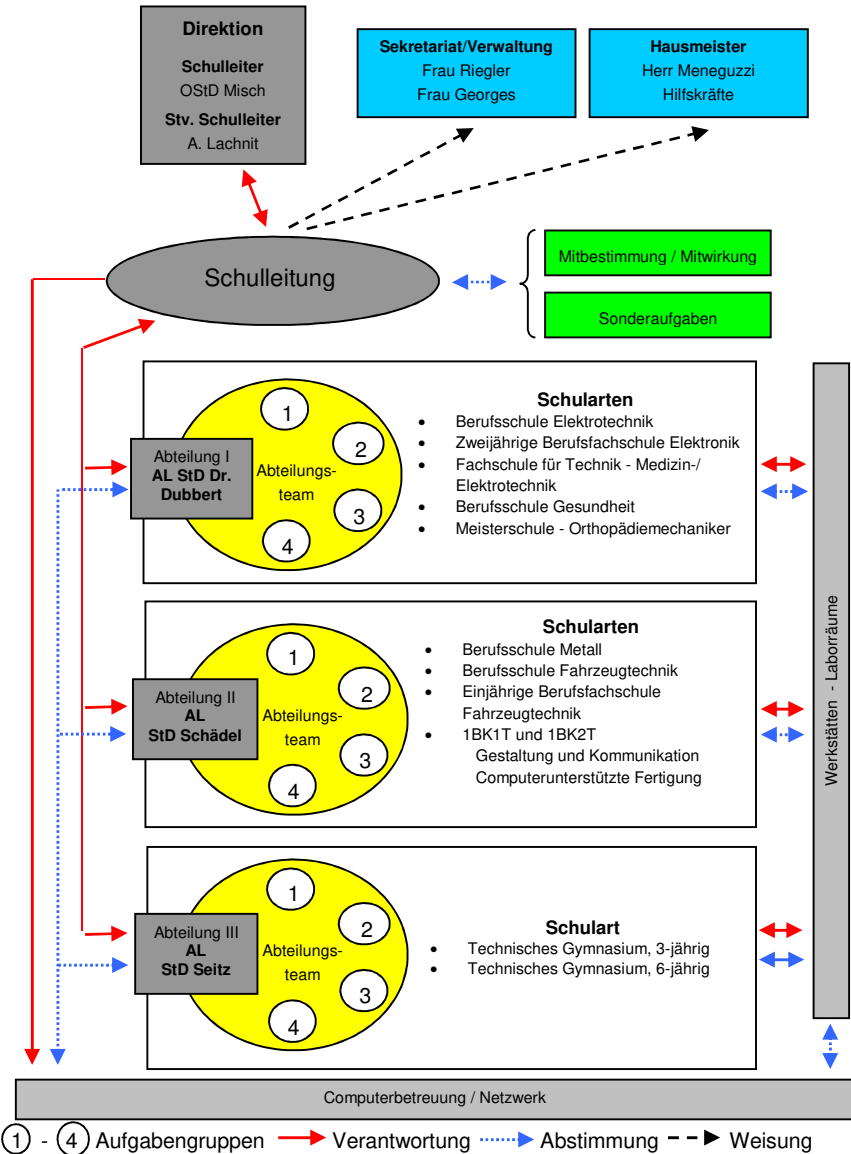 Direktion
Schulleiter
OStD Misch
Stv. Schulleiter
A. Lachnit
Sekretariat/Verwaltung
Frau Riegler
Frau Georges
Hausmeister
Herr Meneguzzi
Hilfskräfte
Schulleitung
Mitbestimmung / Mitwirkung
Sonderaufgaben
Abteilung I
AL StD Dr.
Dubbert
Abteilungs-
team
1
2
3
4
Schularten
• Berufsschule Elektrotechnik
• Zweijährige Berufsfachschule Elektronik
• Fachschule für Technik - Medizin-/
Elektrotechnik
• Berufsschule Gesundheit
• Meisterschule - Orthopädiemechaniker
Abteilung II
AL
StD Schädel
Abteilungs-
team
1
2
3
4
Schularten
• Berufsschule Metall
• Berufsschule Fahrzeugtechnik
• Einjährige Berufsfachschule
Fahrzeugtechnik
• 1BK1T und 1BK2T
Gestaltung und Kommunikation
Computerunterstützte Fertigung
Abteilung III
AL
StD Seitz
Abteilungs-
team
1
2
3
4
Schulart
• Technisches Gymnasium, 3-jährig
• Technisches Gymnasium, 6-jährig
Werkstätten - Laborräume
Computerbetreuung / Netzwerk
1 - 4 Aufgabengruppen Verantwortung Abstimmung Weisung